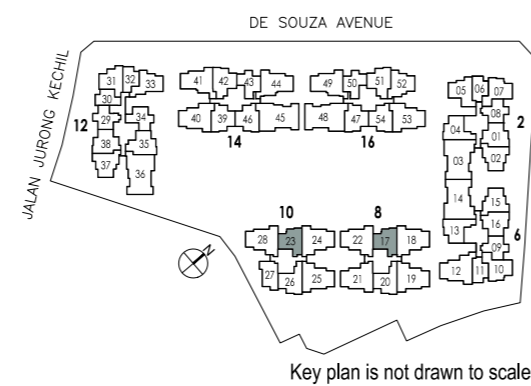 DE SOUZA AVENUE
JALAN JURONG KECHIL
31 32 33
30
29 34
12
38 35
37 36
41 42 43 44
40 39 46 45
14
49 50 51 52
48 47 54 53
16
05 06 07
08
04 01
2
03 02
14 15
13 16
6
09
12 11 10
10
28 23 24
27 26 25
8
22 17 18
21 20 19
N
Key plan is not drawn to scale